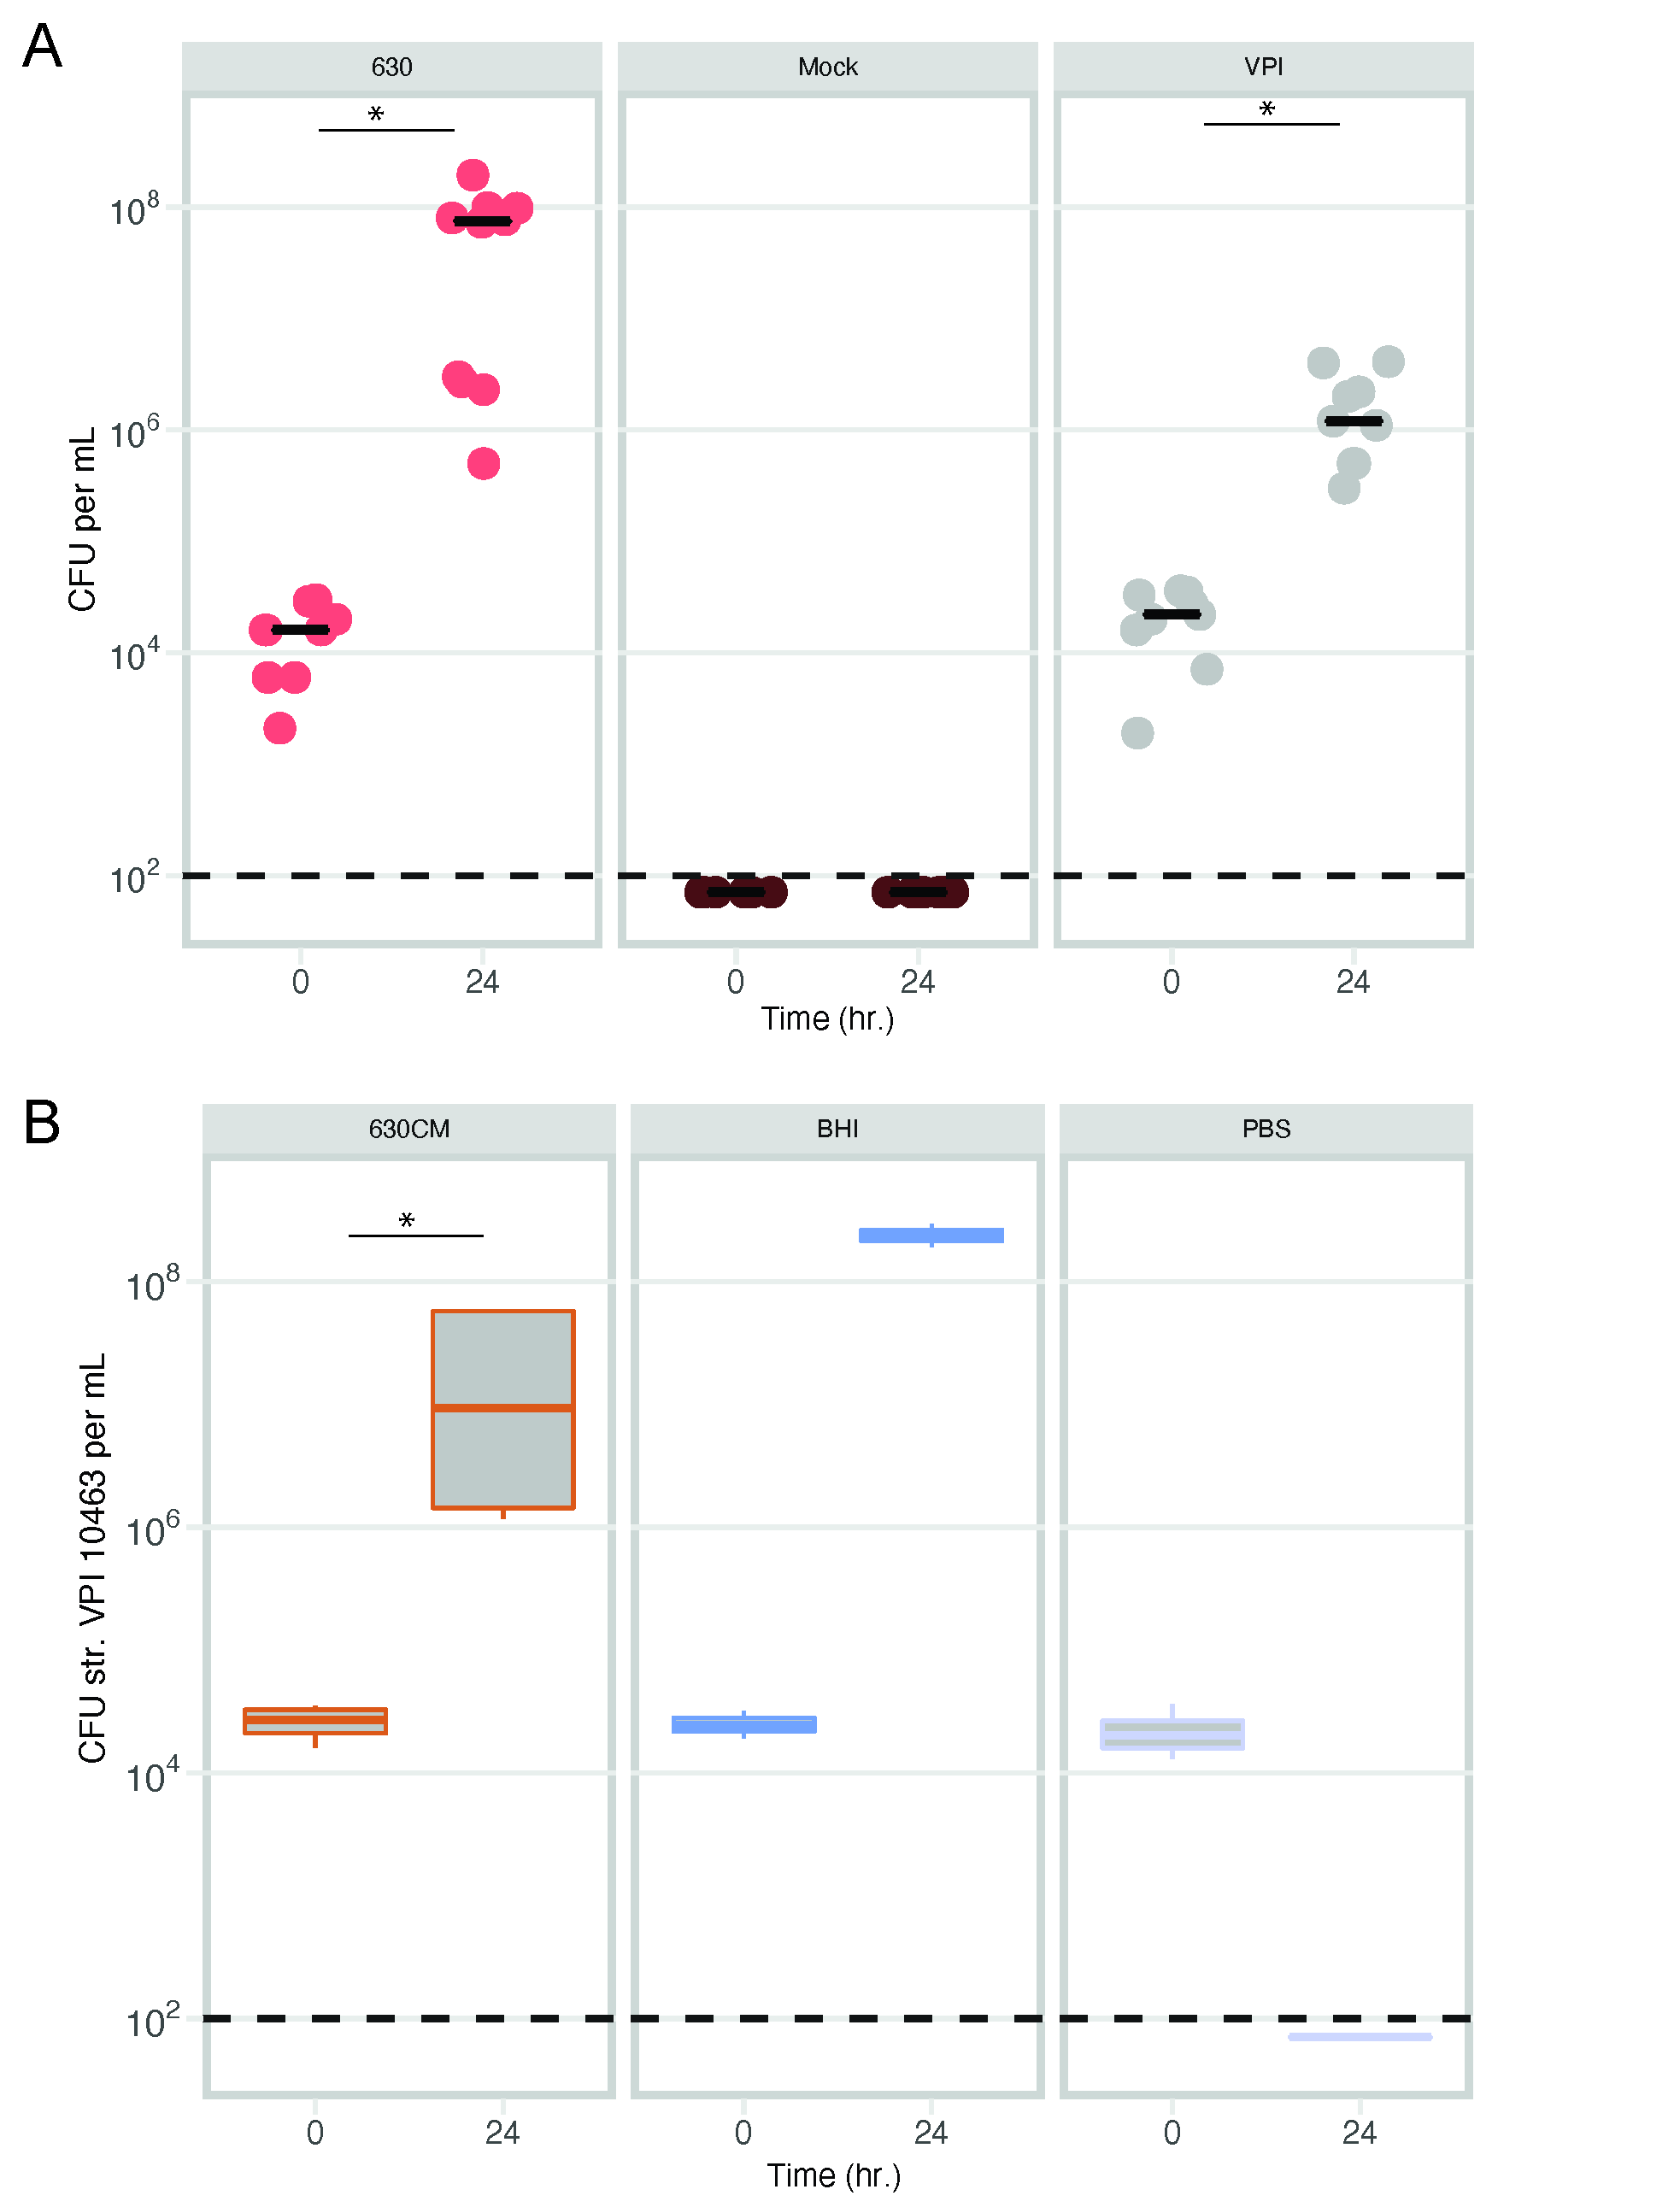 A
630 Mock VPI
* *
CFU per mL
10^8
10^6
10^4
10^2
0 24 0 24 0 24
Time (hr.)
B
630CM BHI PBS
*
CFU str. VPI 10463 per mL
10^8
10^6
10^4
10^2
0 24 0 24 0 24
Time (hr.)